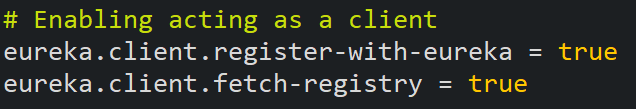 # Enabling acting as a client
eureka.client.register-with-eureka = true
eureka.client.fetch-registry = true